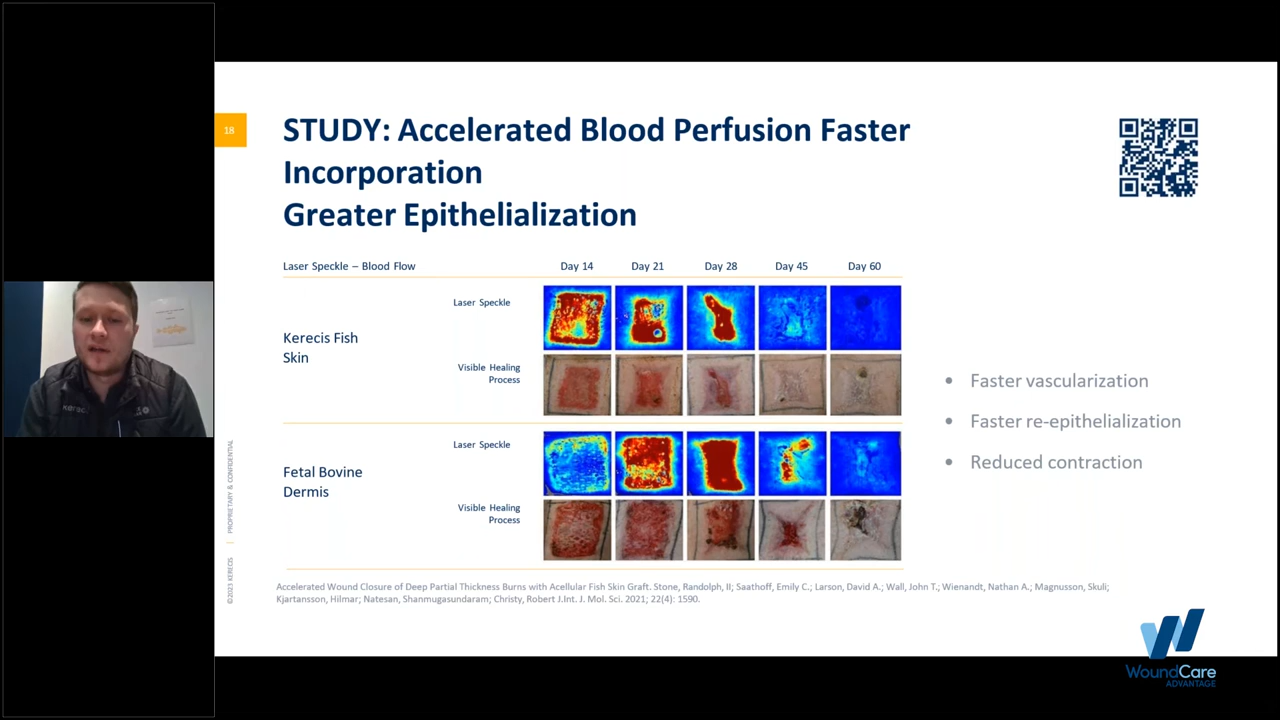 18
STUDY: Accelerated Blood Perfusion Faster
Incorporation
Greater Epithelialization
Laser Speckle – Blood Flow
Day 14
Day 21
Day 28
Day 45
Day 60
Laser Speckle
Kerecis Fish
Skin
Visible Healing
Process
Laser Speckle
Fetal Bovine
Dermis
Visible Healing
Process
• Faster vascularization
• Faster re-epithelialization
• Reduced contraction
Accelerated Wound Closure of Deep Partial Thickness Burns with Acellular Fish Skin Graft. Stone, Randolph, II; Saathoff, Emily C.; Larson, David A.; Wall, John T.; Wienandt, Nathan A.; Magnusson, Skuli;
Kjartansson, Hilmar; Natesan, Shanmugasundaram; Christy, Robert J.Int. J. Mol. Sci. 2021; 22(4): 1590.
©2023 KERECIS | PROPRIETARY & CONFIDENTIAL
WoundCare
ADVANTAGE